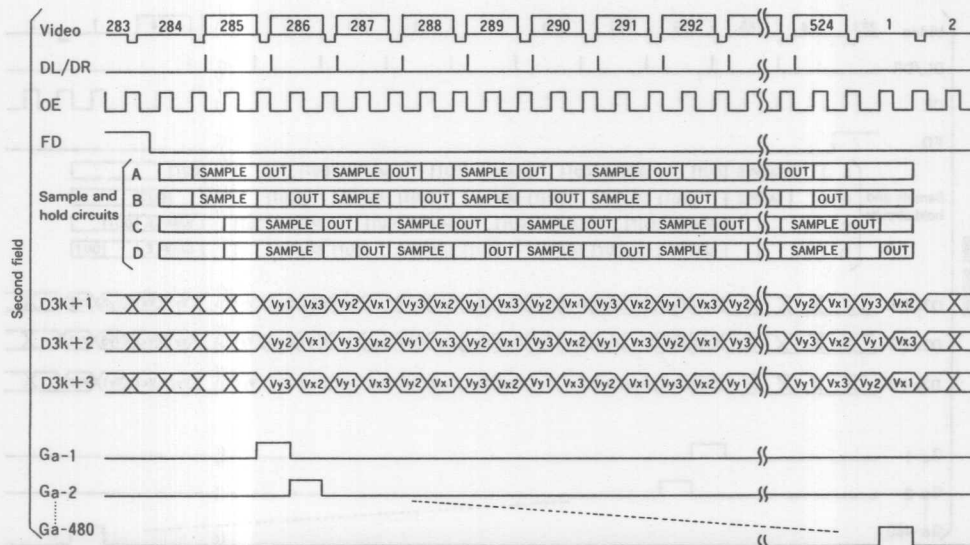 Second field
Video 283 284 285 286 287 288 289 290 291 292 524 1 2
DL/DR
OE
FD
Sample and hold circuits
A SAMPLE OUT SAMPLE OUT SAMPLE OUT SAMPLE OUT OUT
B SAMPLE OUT SAMPLE OUT SAMPLE OUT SAMPLE OUT OUT
C SAMPLE OUT SAMPLE OUT SAMPLE OUT SAMPLE OUT SAMPLE OUT
D SAMPLE OUT SAMPLE OUT SAMPLE OUT SAMPLE SAMPLE OUT
D3k+1 Vy1 Vx3 Vy2 Vx1 Vy3 Vx2 Vy1 Vx3 Vy2 Vx1 Vy3 Vx2 Vy1 Vx3 Vy2 Vy2 Vx1 Vy3 Vx2
D3k+2 Vy2 Vx1 Vy3 Vx2 Vy1 Vx3 Vy2 Vx1 Vy3 Vx2 Vy1 Vx3 Vy2 Vx1 Vy3 Vy3 Vx2 Vy1 Vx3
D3k+3 Vy3 Vx2 Vy1 Vx3 Vy2 Vx1 Vy3 Vx2 Vy1 Vx3 Vy2 Vx1 Vy3 Vx2 Vy1 Vy1 Vx3 Vy2 Vx1
Ga-1
Ga-2
Ga-480